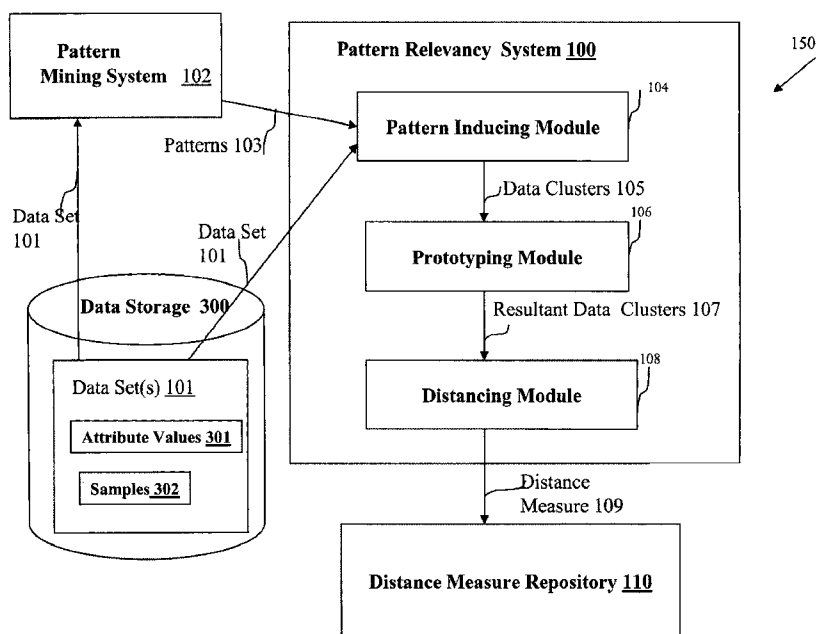 Pattern
Mining System 102
Pattern Relevancy System 100
150
104
Pattern Inducing Module
Patterns 103
Data Clusters 105
Data Set
101
Data Set
101
106
Prototyping Module
Data Storage 300
Resultant Data Clusters 107
108
Distancing Module
Data Set(s) 101
Attribute Values 301
Samples 302
Distance
Measure 109
Distance Measure Repository 110